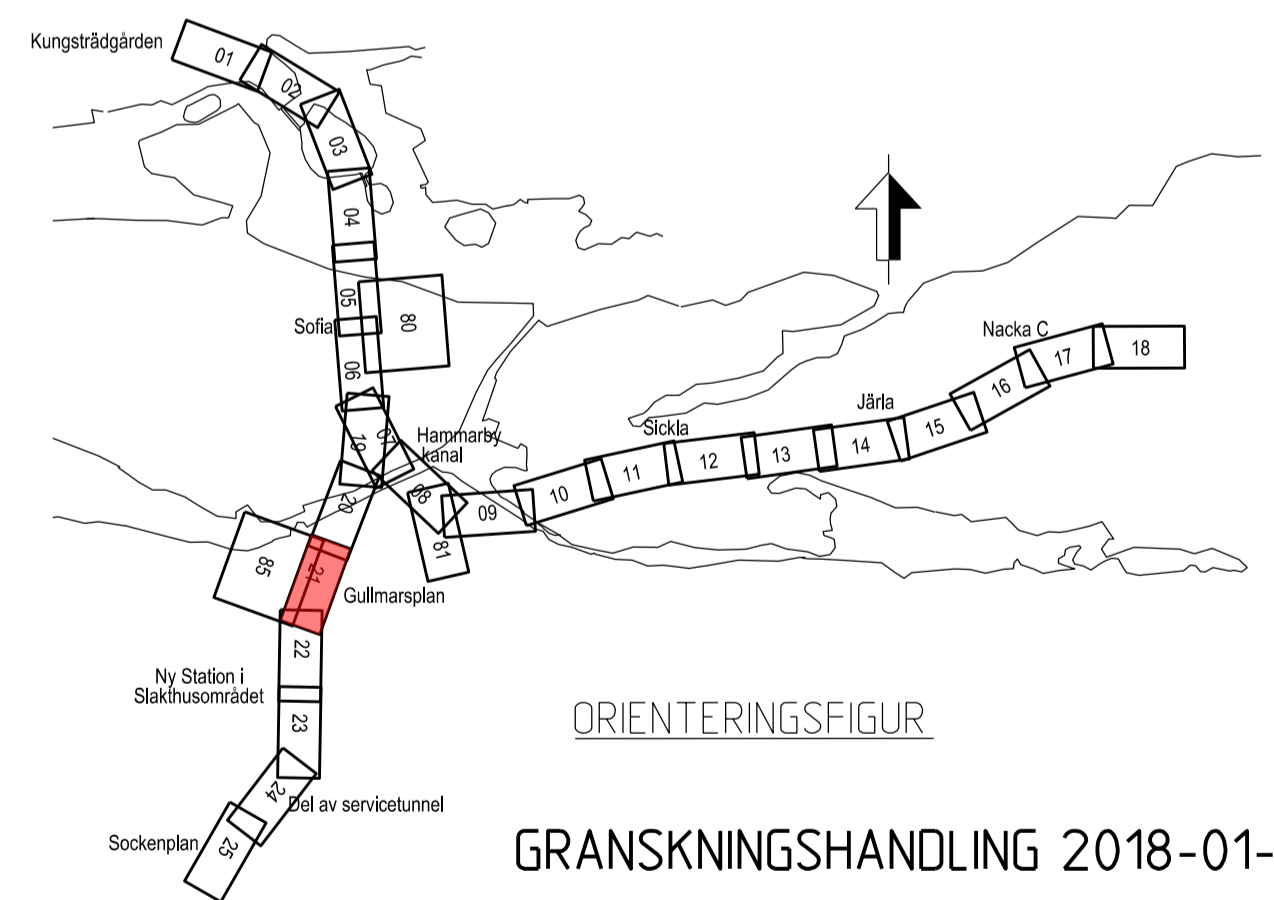 Kungsträdgården
01
02
03
04
05
80
Sofia
06
19
07
Hammarby
kanal
20
08
81
09
10
11
Sickla
12
13
14
Järla
15
16
Nacka C
17
18
85
21
Gullmarsplan
22
Ny Station i
Slakthusområdet
23
24
Del av servicetunnel
Sockenplan
25
ORIENTERINGSFIGUR
GRANSKNINGSHANDLING 2018-01-